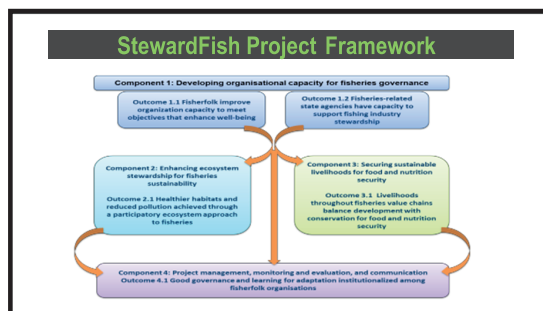 StewardFish Project Framework
Component 1: Developing organisational capacity for fisheries governance
Outcome 1.1 Fisherfolk improve
organization capacity to meet
objectives that enhance well-being
Outcome 1.2 Fisheries-related
state agencies have capacity to
support fishing industry
stewardship
Component 2: Enhancing ecosystem
stewardship for fisheries
sustainability
Outcome 2.1 Healthier habitats and
reduced pollution achieved through
a participatory ecosystem approach
to fisheries
Component 3: Securing sustainable
livelihoods for food and nutrition
security
Outcome 3.1 Livelihoods
throughout fisheries value chains
balance development with
conservation for food and nutrition
security
Component 4: Project management, monitoring and evaluation, and communication
Outcome 4.1 Good governance and learning for adaptation institutionalized among
fisherfolk organisations